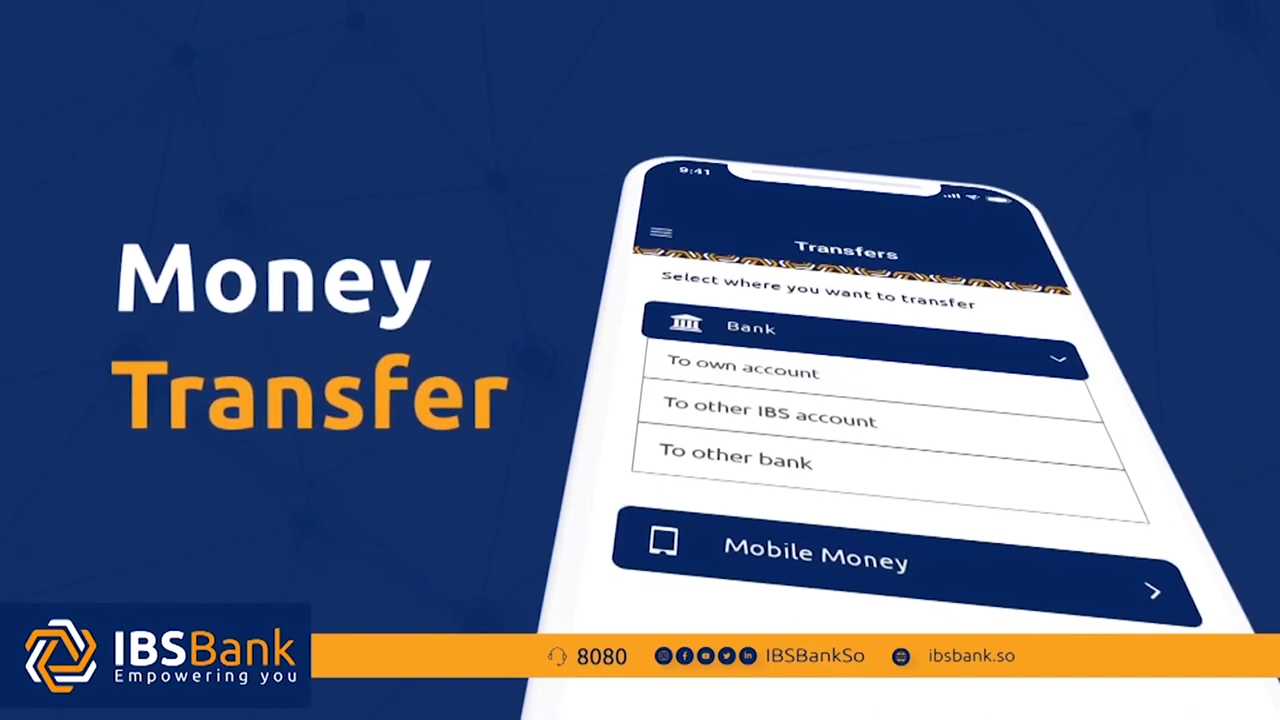 Money
Transfer
9:41
Transfers
Select where you want to transfer
Bank
To own account
To other IBS account
To other bank
Mobile Money
IBSBank
Empowering you
8080
IBSBankSo
ibsbank.so